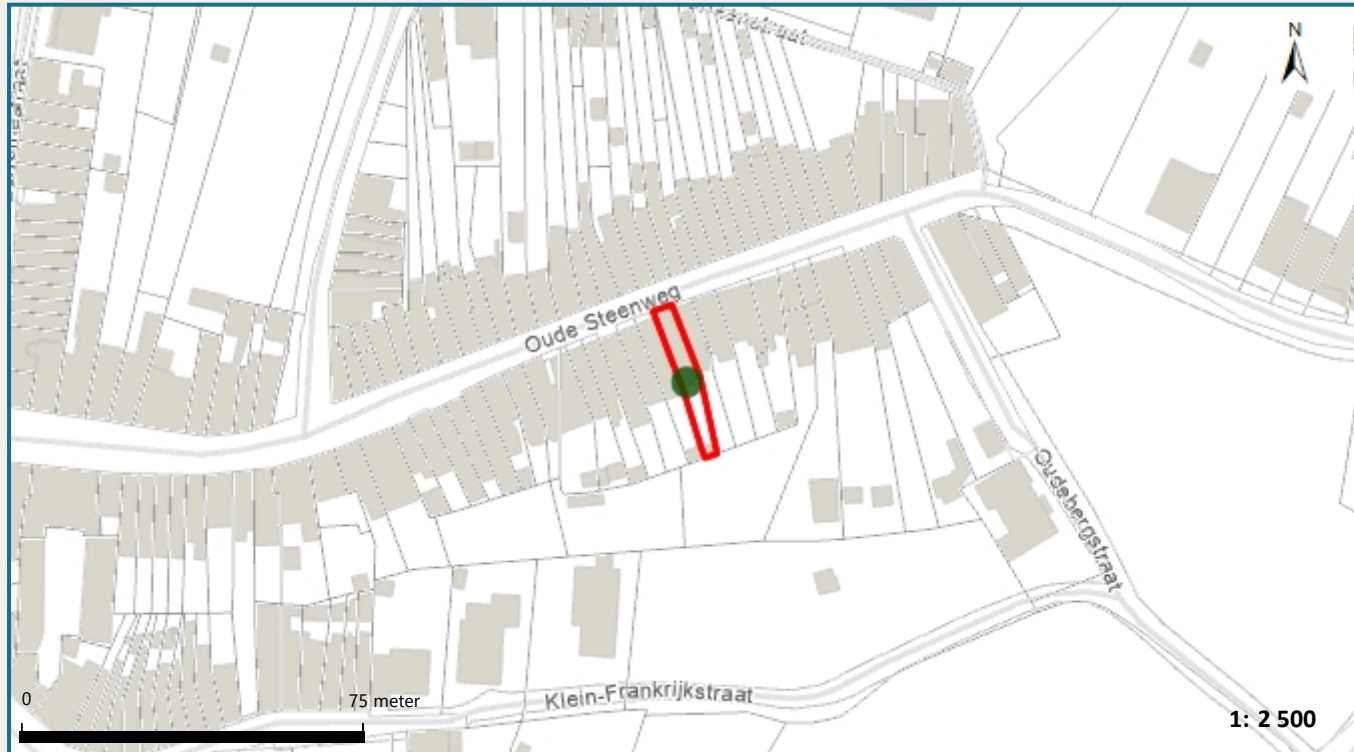 N
Oude Steenweg
Oudebergstraat
Klein-Frankrijkstraat
0
75 meter
1: 2 500